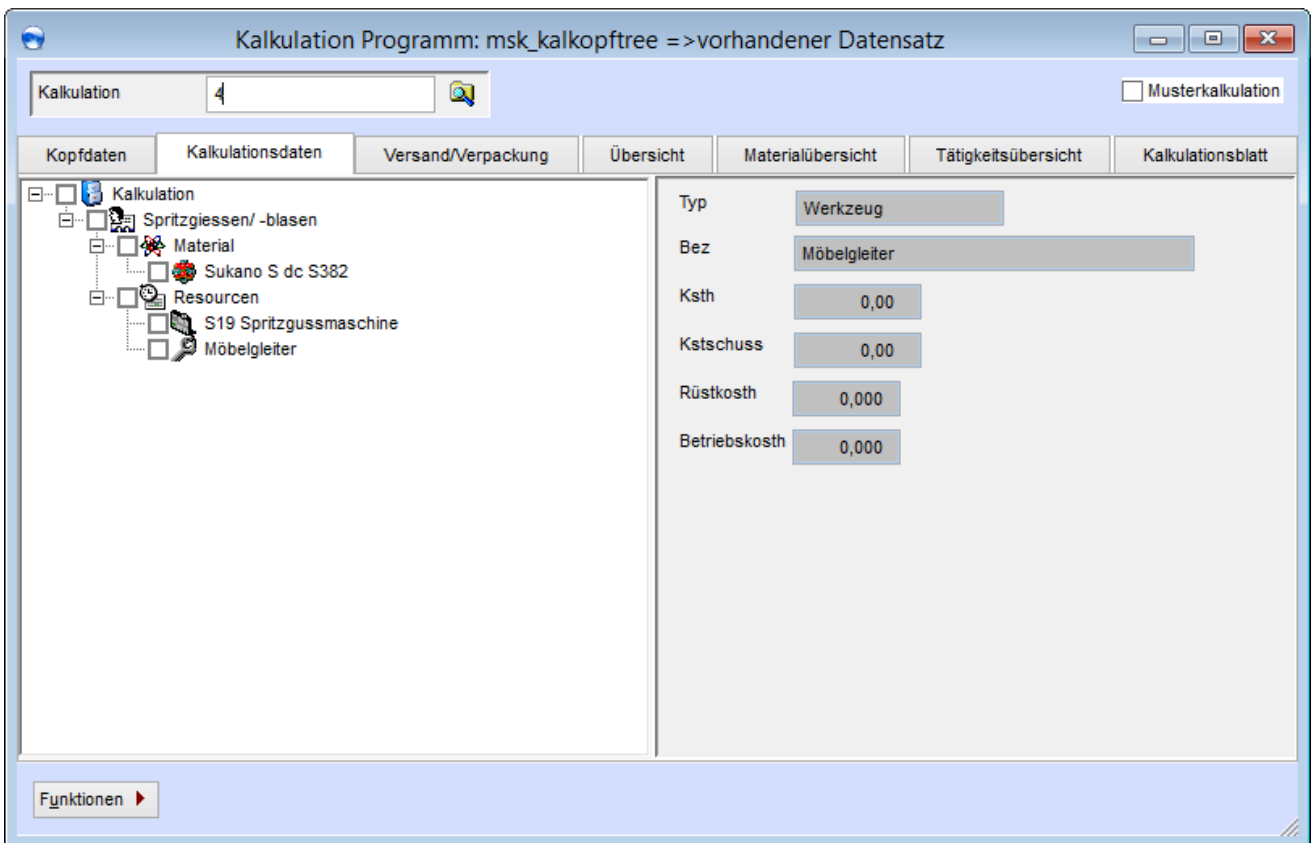 Kalkulation Programm: msk_kalkopftree =>vorhandener Datensatz
Kalkulation 4 Musterkalkulation
Kopfdaten Kalkulationsdaten Versand/Verpackung Übersicht Materialübersicht Tätigkeitsübersicht Kalkulationsblatt
Kalkulation
Spritzgiessen/ -blasen
Material
Sukano S dc S382
Resourcen
S19 Spritzgussmaschine
Möbelgleiter
Typ Werkzeug
Bez Möbelgleiter
Ksth 0,00
Kstschuss 0,00
Rüstkosth 0,000
Betriebskosth 0,000
Funktionen